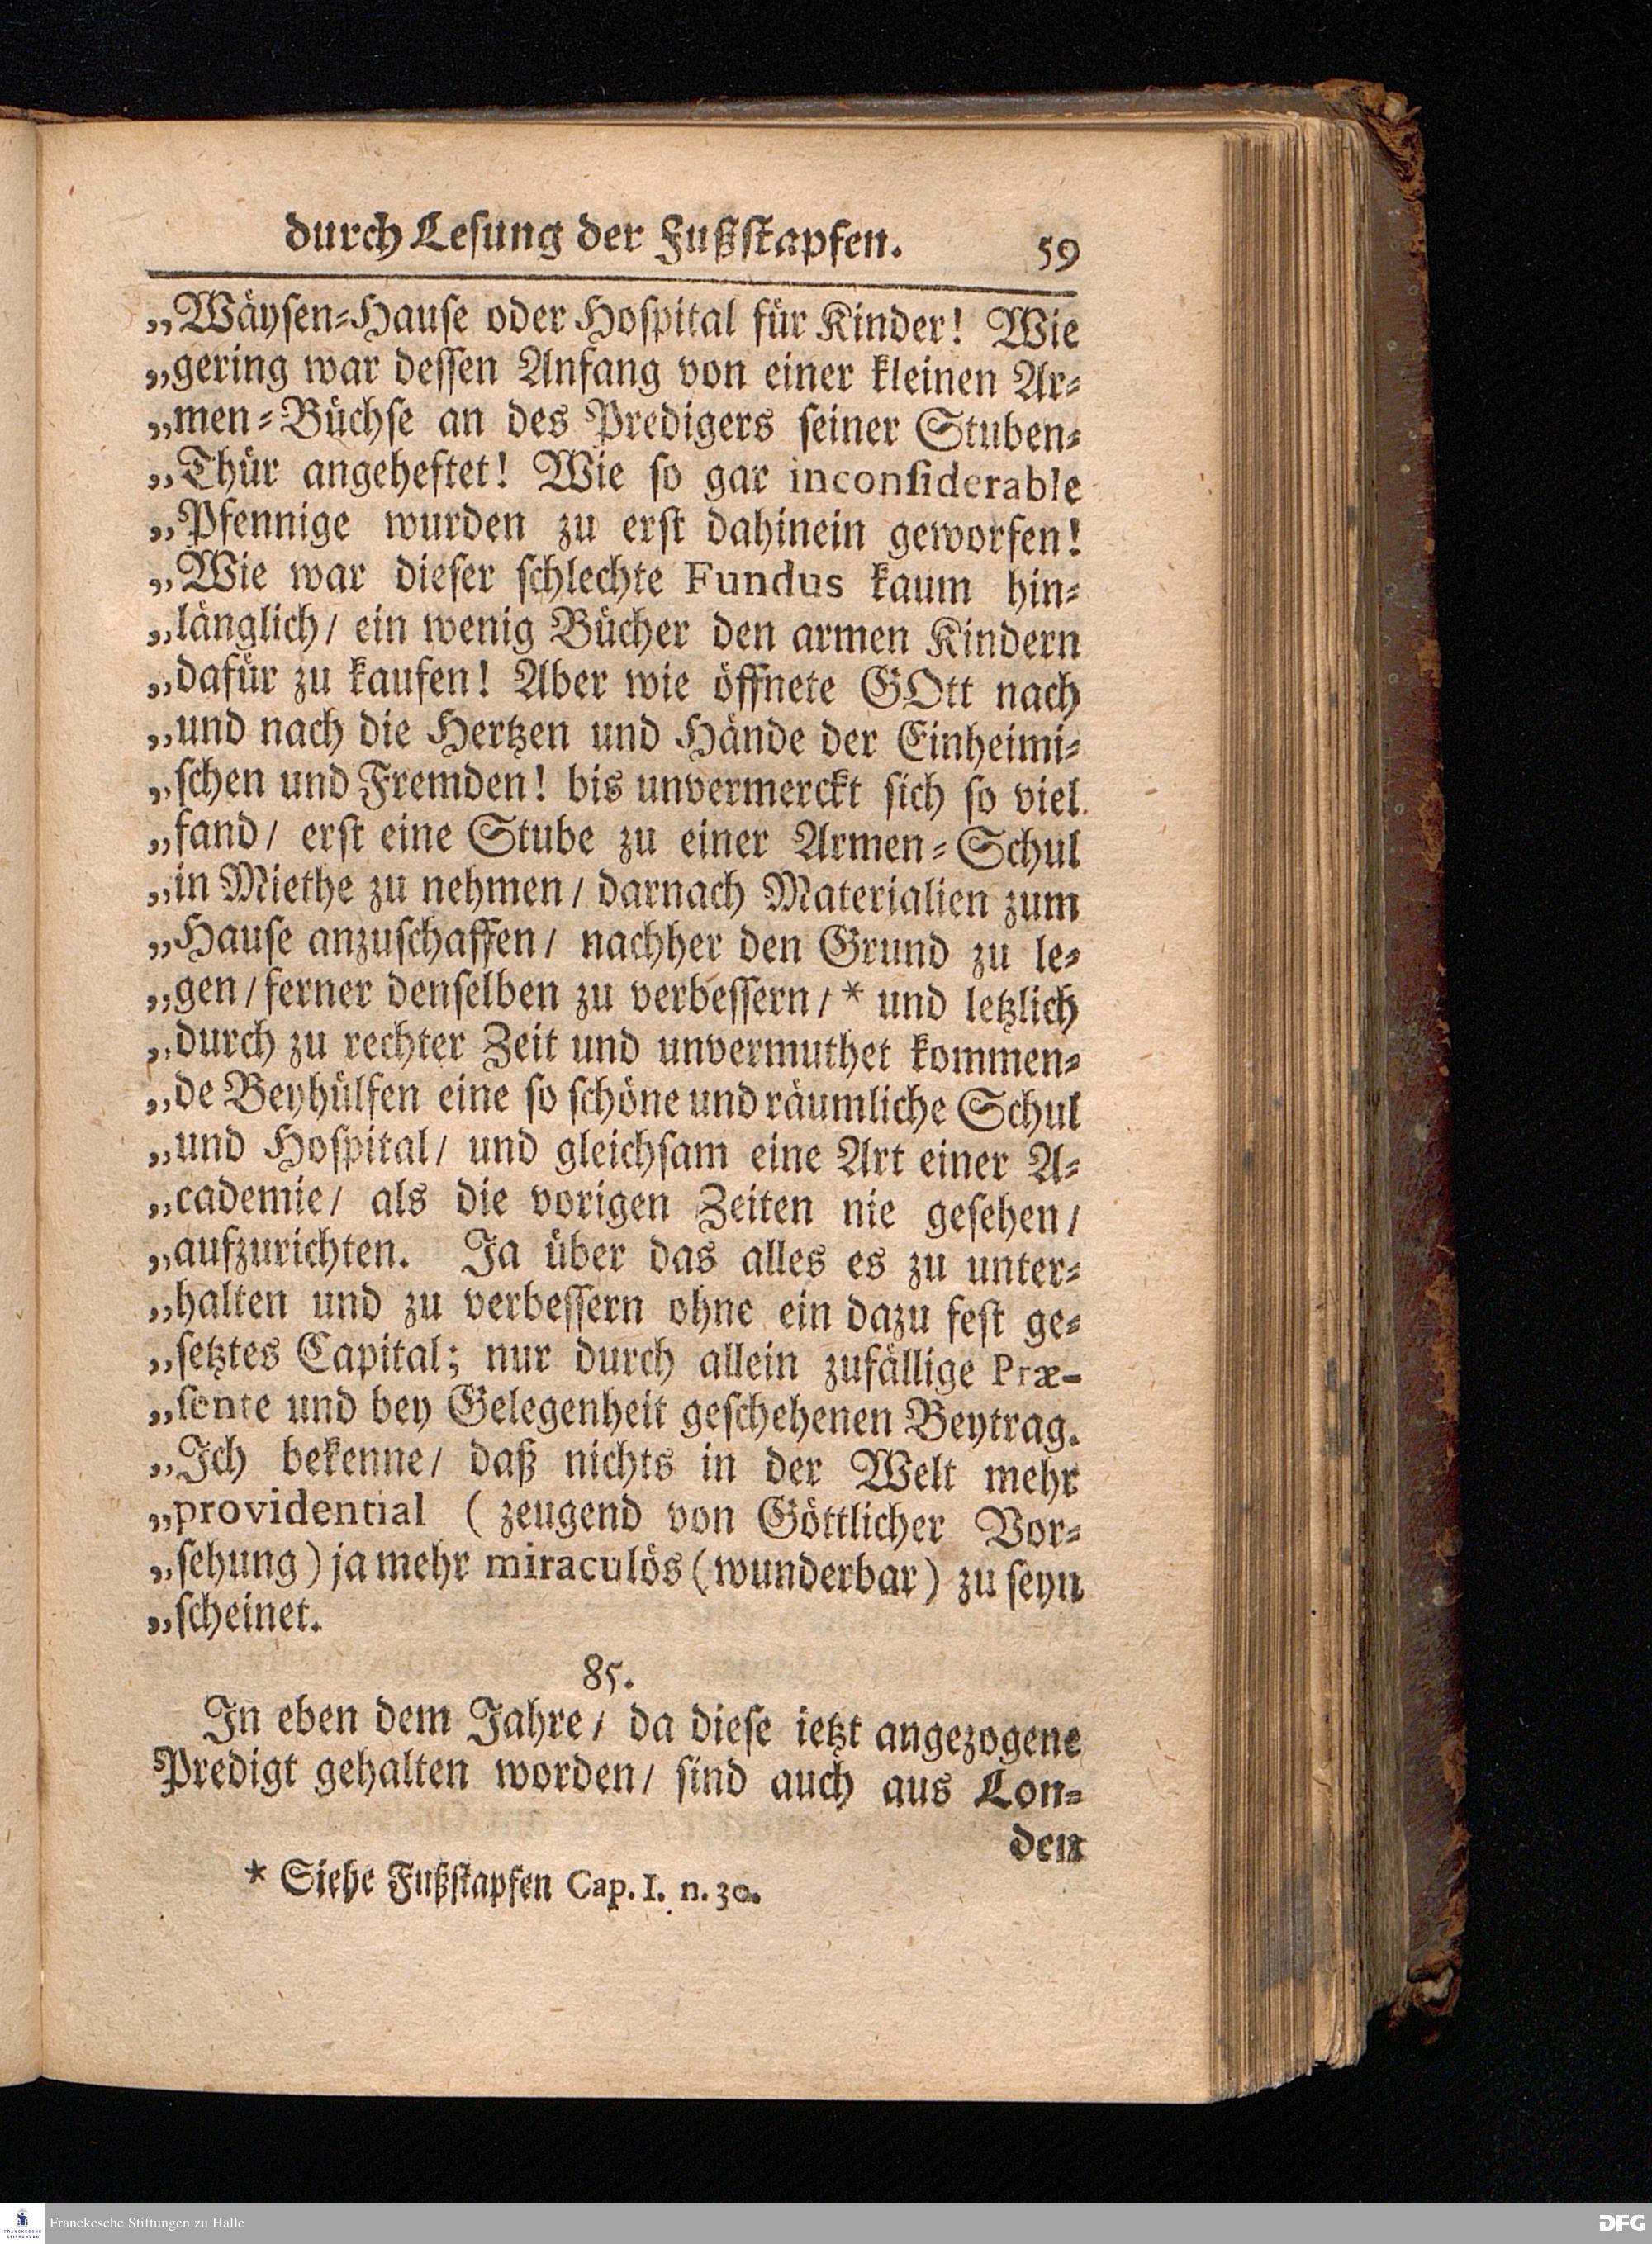 durch Leſung der Fußſtapfen. 59
„Wäyſen-Hauſe oder Hoſpital für Kinder! Wie
„gering war deſſen Anfang von einer kleinen Ar-
„men-Büchſe an des Predigers ſeiner Stuben-
„Thür angeheftet! Wie ſo gar inconſiderable
„Pfennige wurden zu erſt dahinein geworfen!
„Wie war dieſer ſchlechte Fundus kaum hin-
„länglich/ ein wenig Bücher den armen Kindern
„dafür zu kaufen! Aber wie öffnete GOtt nach
„und nach die Hertzen und Hände der Einheimi-
„ſchen und Fremden! bis unvermerckt ſich ſo viel
„fand/ erſt eine Stube zu einer Armen-Schul
„in Miethe zu nehmen/ darnach Materialien zum
„Hauſe anzuſchaffen/ nachher den Grund zu le-
„gen/ ferner denſelben zu verbeſſern/* und letzlich
„durch zu rechter Zeit und unvermuthet kommen-
„de Beyhülfen eine ſo ſchöne und räumliche Schul
„und Hoſpital/ und gleichſam eine Art einer A-
„cademie/ als die vorigen Zeiten nie geſehen/
„aufzurichten. Ja über das alles es zu unter-
„halten und zu verbeſſern ohne ein dazu feſt ge-
„ſetztes Capital; nur durch allein zufällige Præ-
„ſente und bey Gelegenheit geſchehenen Beytrag.
„Ich bekenne/ daß nichts in der Welt mehr
„providential ( zeugend von Göttlicher Vor-
„ſehung) ja mehr miraculös (wunderbar) zu ſeyn
„ſcheinet.
85.
In eben dem Jahre/ da dieſe ietzt angezogene
Predigt gehalten worden/ ſind auch aus Lon-
den
* Siehe Fußſtapfen Cap. I. n. 30.
FRANCKESCHE STIFTUNGEN
Franckesche Stiftungen zu Halle
DFG